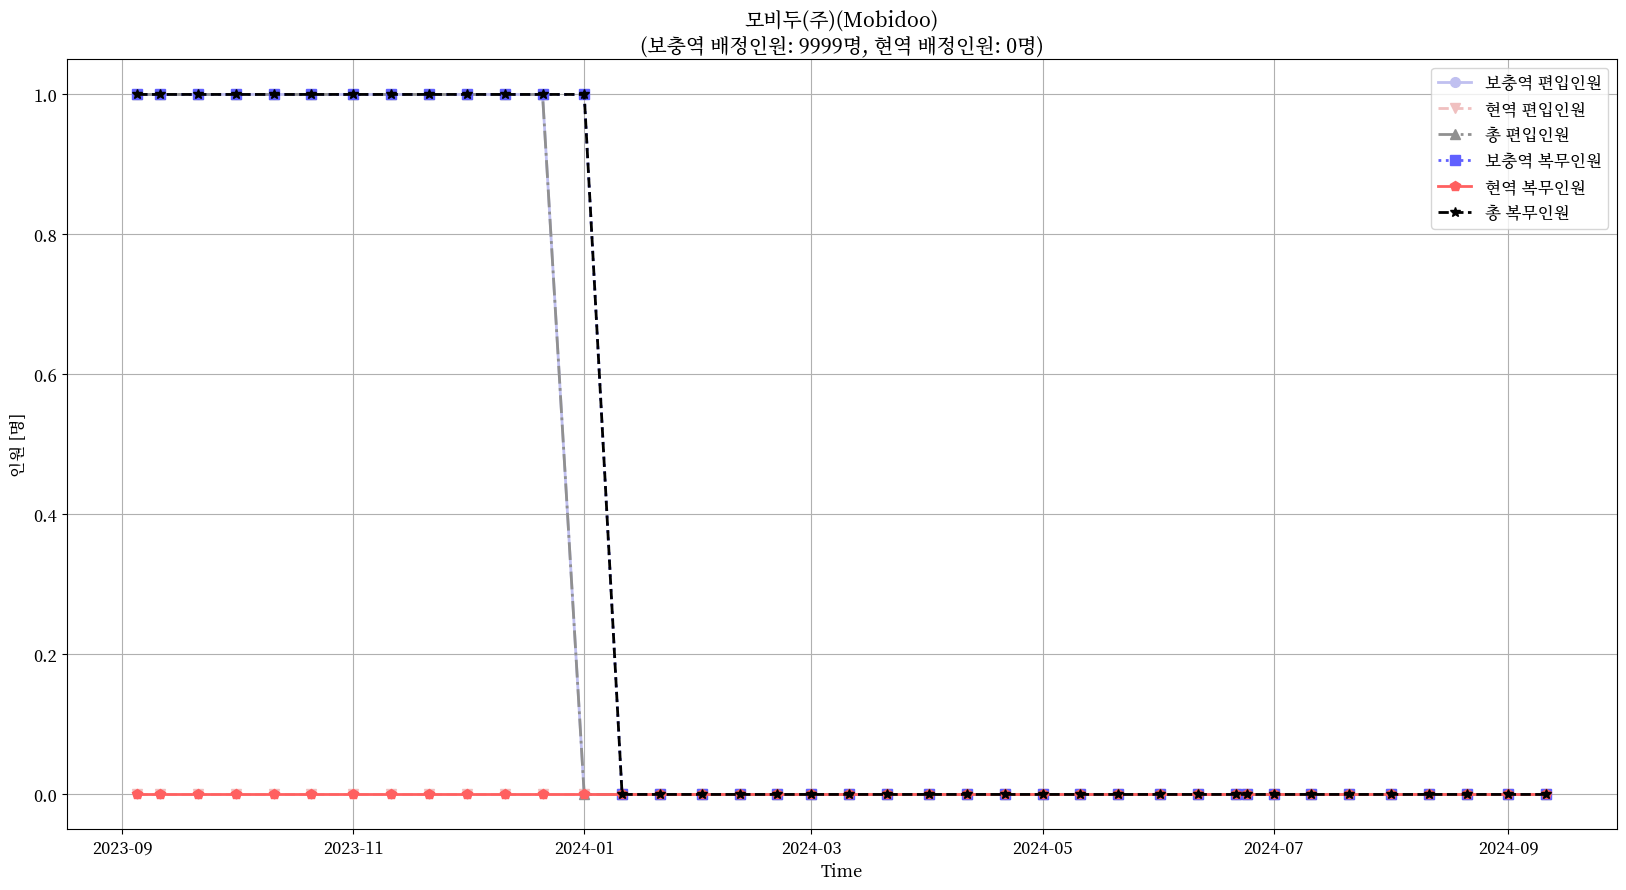 모비두(주)(Mobidoo)
(보충역 배정인원: 9999명, 현역 배정인원: 0명)
보충역 편입인원
현역 편입인원
총 편입인원
보충역 복무인원
현역 복무인원
총 복무인원
인원 [명]
1.0
0.8
0.6
0.4
0.2
0.0
2023-09 2023-11 2024-01 2024-03 2024-05 2024-07 2024-09
Time